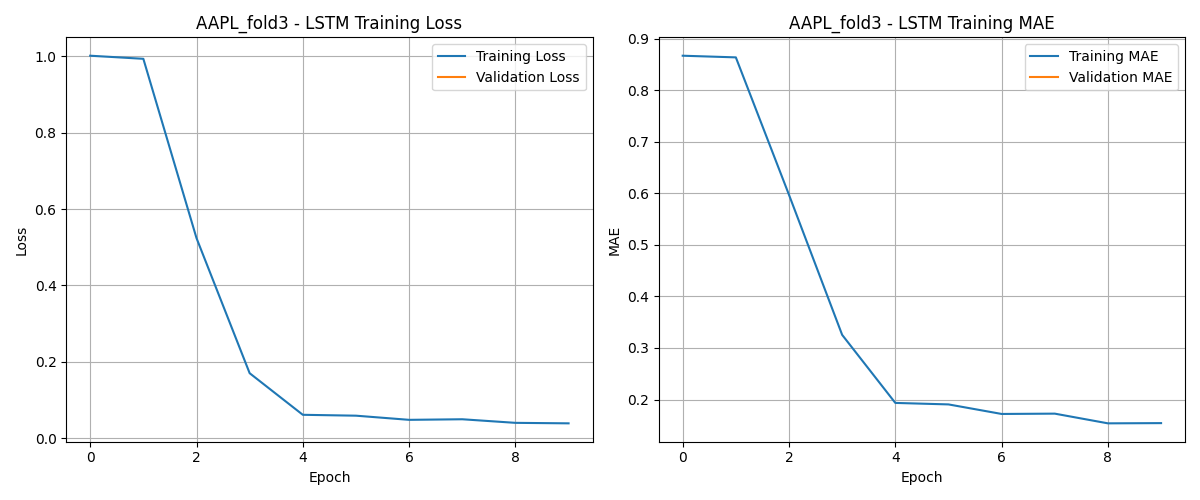 AAPL_fold3 - LSTM Training Loss
Training Loss
Validation Loss
1.0
0.8
0.6
0.4
0.2
0.0
Loss
0 2 4 6 8
Epoch
AAPL_fold3 - LSTM Training MAE
Training MAE
Validation MAE
0.9
0.8
0.7
0.6
0.5
0.4
0.3
0.2
MAE
0 2 4 6 8
Epoch